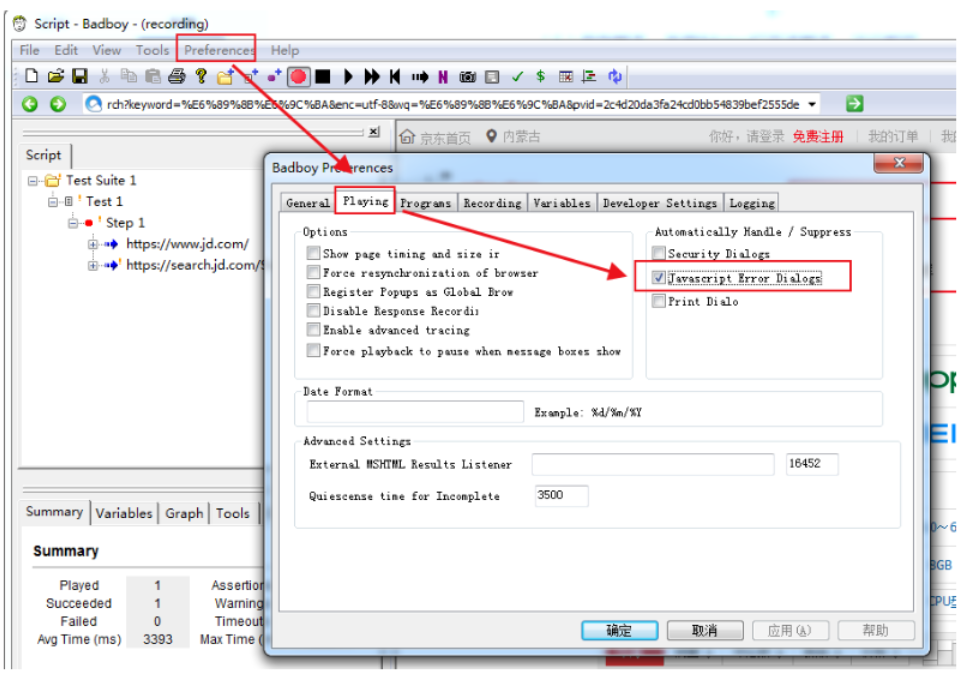 Script - Badboy - (recording)
File Edit View Tools Preferences Help
rch?keyword=%E6%89%8B%E6%9C%BA&enc=utf-8&wq=%E6%89%8B%E6%9C%BA&pvid=2c4d20da3fa24cd0bb54839bef2555de
京东首页 内蒙古 你好，请登录 免费注册 我的订单 我
Script
Test Suite 1
Test 1
Step 1
https://www.jd.com/
https://search.jd.com/S
Badboy Preferences
General Playing Programs Recording Variables Developer Settings Logging
Options
Show page timing and size ir
Force resynchronization of browser
Register Popups as Global Brow
Disable Response Recordi
Enable advanced tracing
Force playback to pause when message boxes show
Automatically Handle / Suppress
Security Dialogs
Javascript Error Dialogs
Print Dialo
Date Format
Example: %d/%m/%Y
Advanced Settings
External MSHTML Results Listener 16452
Quiescense time for Incomplete 3500
确定 取消 应用(A) 帮助
Summary Variables Graph Tools
Summary
Played 1 Assertion
Succeeded 1 Warning
Failed 0 Timeout
Avg Time (ms) 3393 Max Time (